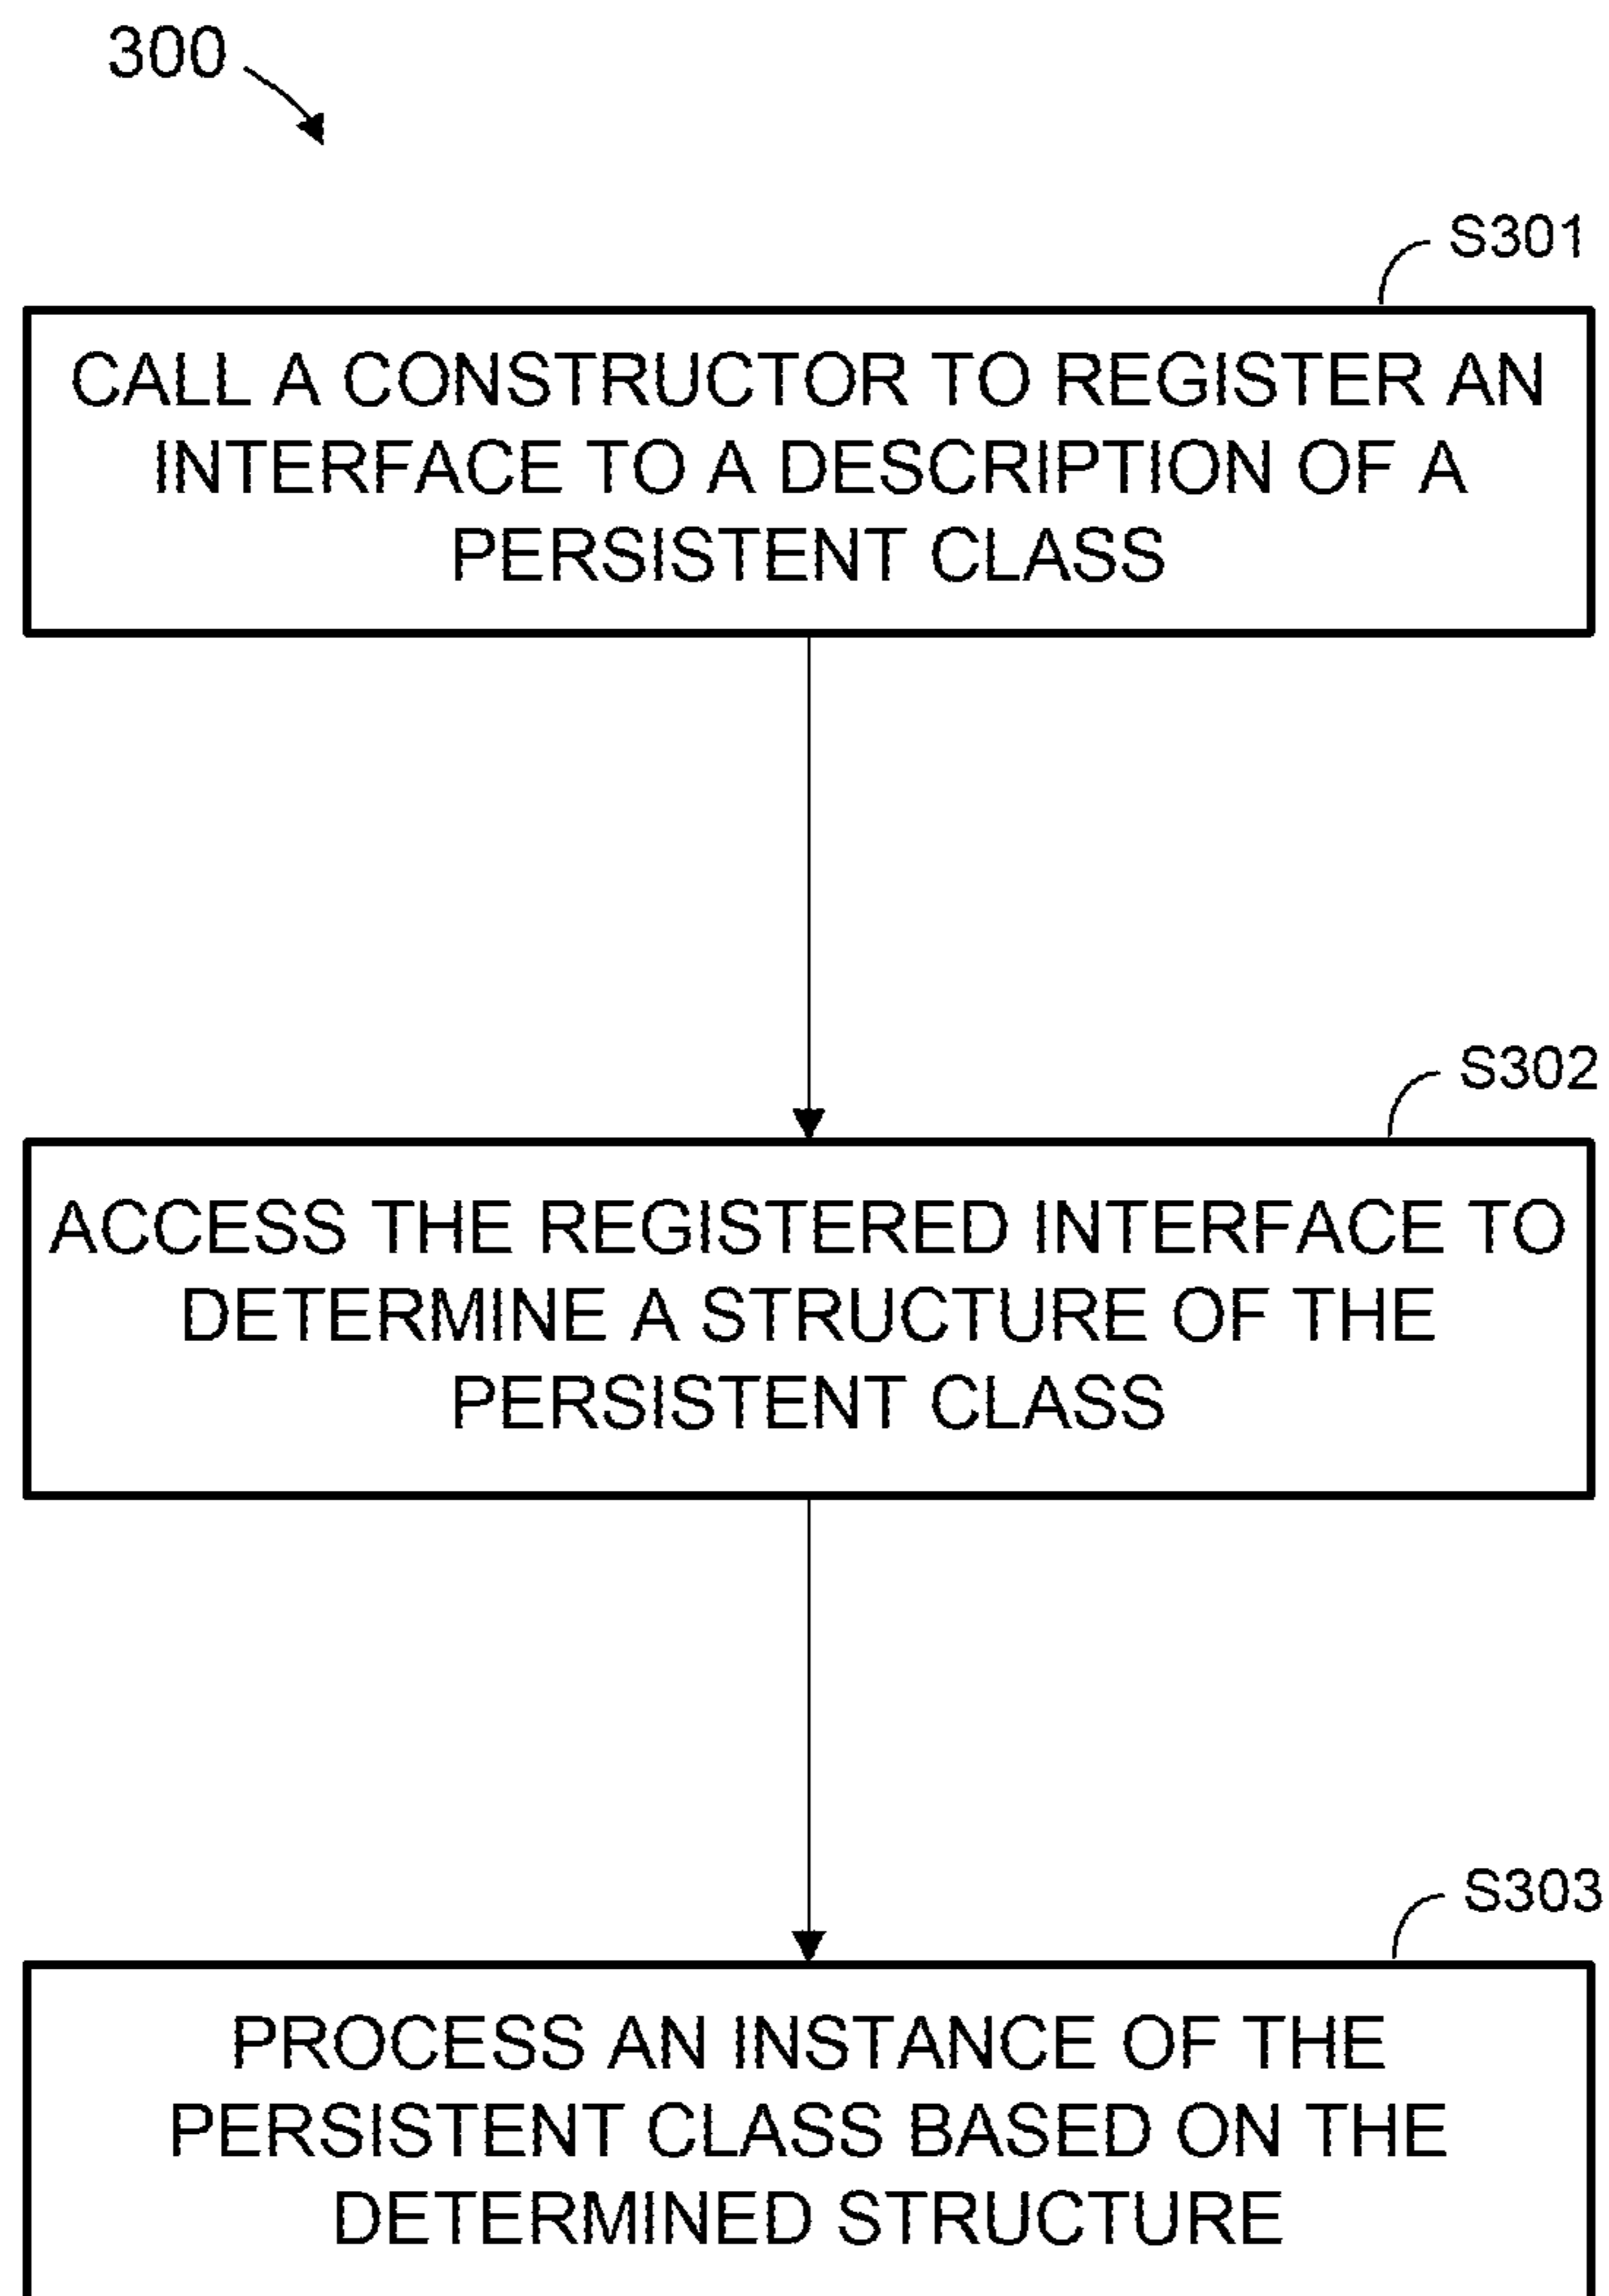 300
S301
CALL A CONSTRUCTOR TO REGISTER AN
INTERFACE TO A DESCRIPTION OF A
PERSISTENT CLASS
S302
ACCESS THE REGISTERED INTERFACE TO
DETERMINE A STRUCTURE OF THE
PERSISTENT CLASS
S303
PROCESS AN INSTANCE OF THE
PERSISTENT CLASS BASED ON THE
DETERMINED STRUCTURE